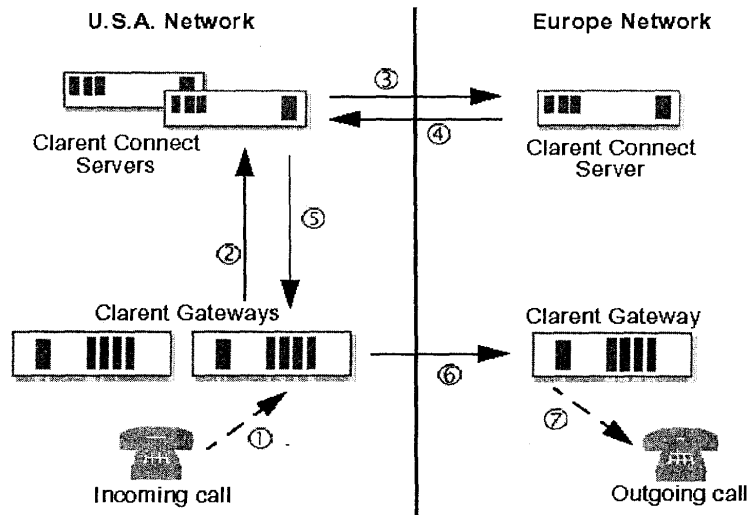 U.S.A. Network
Europe Network
③
④
Clarent Connect
Servers
Clarent Connect
Server
⑤
②
Clarent Gateways
Clarent Gateway
⑥
⑦
①
Incoming call
Outgoing call